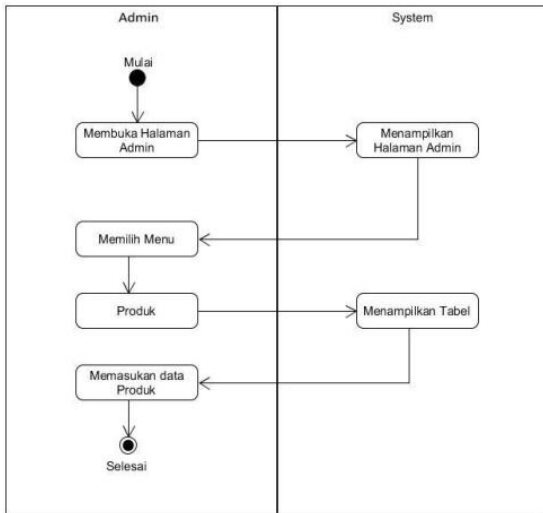 Admin
System
Mulai
Membuka Halaman
Admin
Menampilkan
Halaman Admin
Memilih Menu
Produk
Menampilkan Tabel
Memasukan data
Produk
Selesai